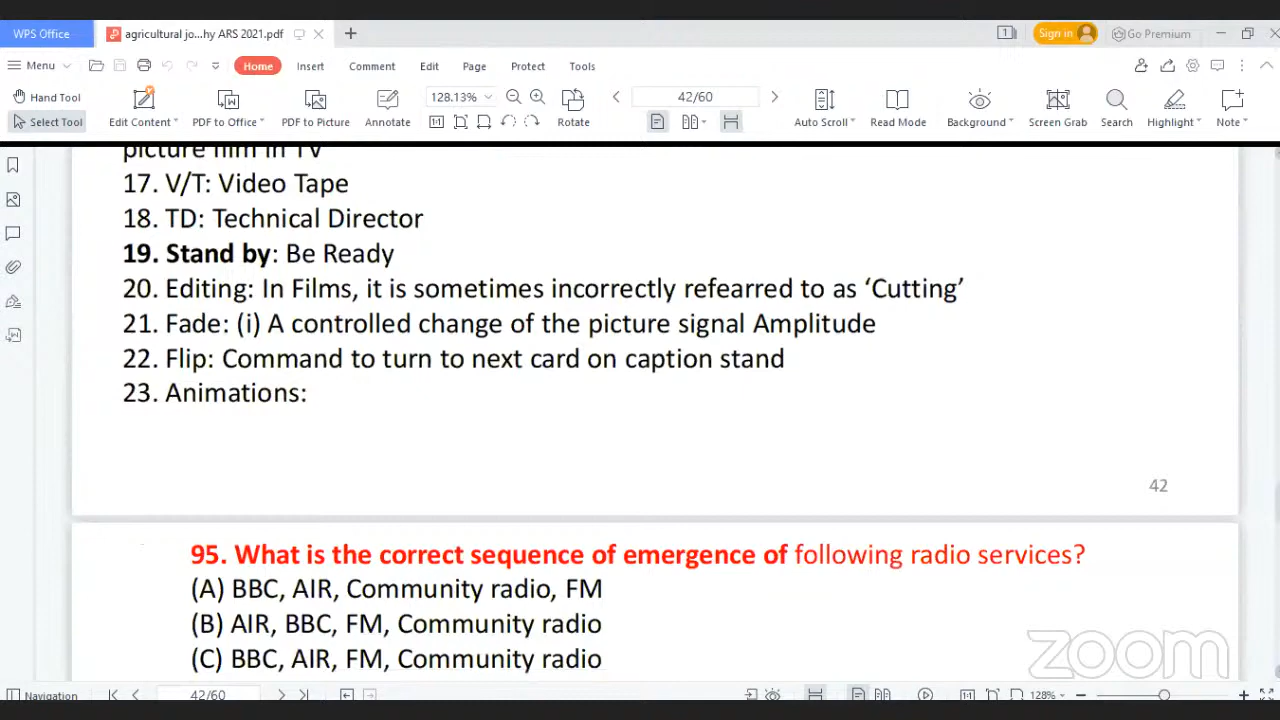 WPS Office
agricultural jo...hy ARS 2021.pdf
Sign in
Go Premium
Menu
Home
Insert
Comment
Edit
Page
Protect
Tools
Hand Tool
Select Tool
Edit Content
PDF to Office
PDF to Picture
Annotate
128.13%
Rotate
42/60
Auto Scroll
Read Mode
Background
Screen Grab
Search
Highlight
Note
picture film in TV
17. V/T: Video Tape
18. TD: Technical Director
19. Stand by: Be Ready
20. Editing: In Films, it is sometimes incorrectly refearred to as ‘Cutting’
21. Fade: (i) A controlled change of the picture signal Amplitude
22. Flip: Command to turn to next card on caption stand
23. Animations:
42
95. What is the correct sequence of emergence of following radio services?
(A) BBC, AIR, Community radio, FM
(B) AIR, BBC, FM, Community radio
(C) BBC, AIR, FM, Community radio
zoom
Navigation
42/60
128%